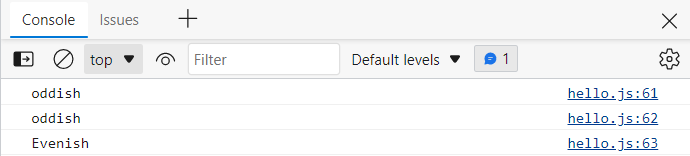 Console Issues
top Filter Default levels 1
oddish hello.js:61
oddish hello.js:62
Evenish hello.js:63